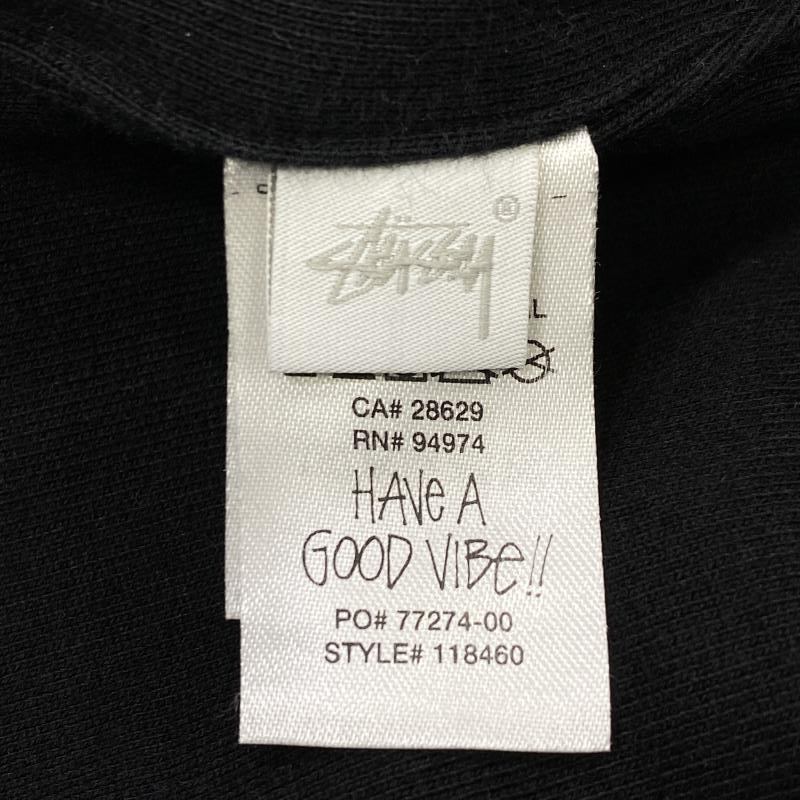 STÜSSY
®
CA# 28629
RN# 94974
HAVE A
GOOD VIBE!!
PO# 77274-00
STYLE# 118460